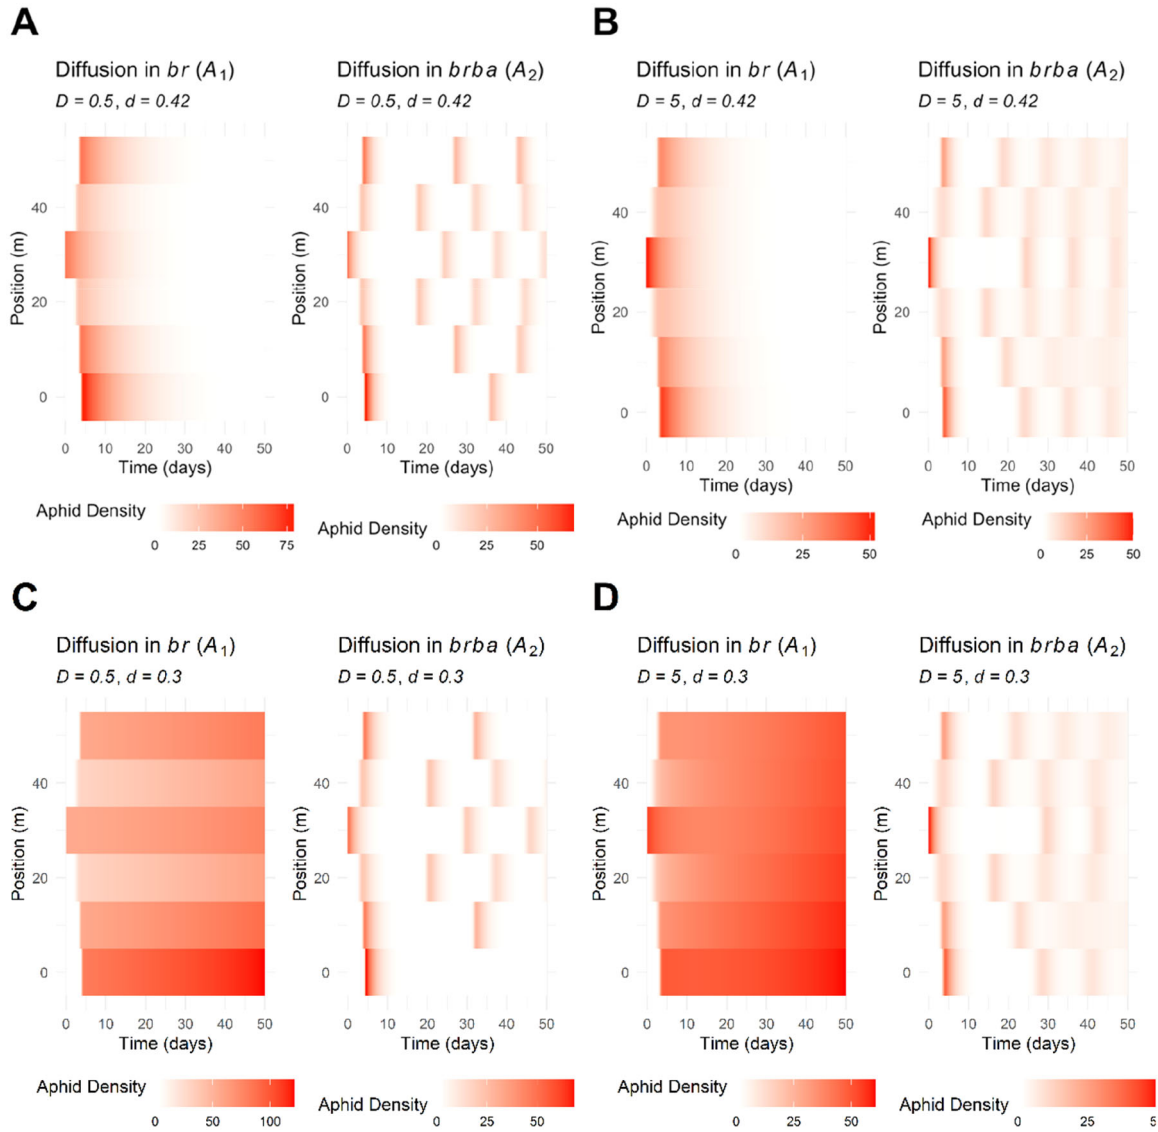 A
Diffusion in br (A1)
D = 0.5, d = 0.42
Position (m)
40
20
0
0 10 20 30 40 50
Time (days)
Aphid Density
0 25 50 75
Diffusion in brba (A2)
D = 0.5, d = 0.42
Position (m)
40
20
0
0 10 20 30 40 50
Time (days)
Aphid Density
0 25 50
B
Diffusion in br (A1)
D = 5, d = 0.42
Position (m)
40
20
0
0 10 20 30 40 50
Time (days)
Aphid Density
0 25 50
Diffusion in brba (A2)
D = 5, d = 0.42
Position (m)
40
20
0
0 10 20 30 40 50
Time (days)
Aphid Density
0 25 50
C
Diffusion in br (A1)
D = 0.5, d = 0.3
Position (m)
40
20
0
0 10 20 30 40 50
Time (days)
Aphid Density
0 50 100
Diffusion in brba (A2)
D = 0.5, d = 0.3
Position (m)
40
20
0
0 10 20 30 40 50
Time (days)
Aphid Density
0 25 50
D
Diffusion in br (A1)
D = 5, d = 0.3
Position (m)
40
20
0
0 10 20 30 40 50
Time (days)
Aphid Density
0 25 50
Diffusion in brba (A2)
D = 5, d = 0.3
Position (m)
40
20
0
0 10 20 30 40 50
Time (days)
Aphid Density
0 25 5